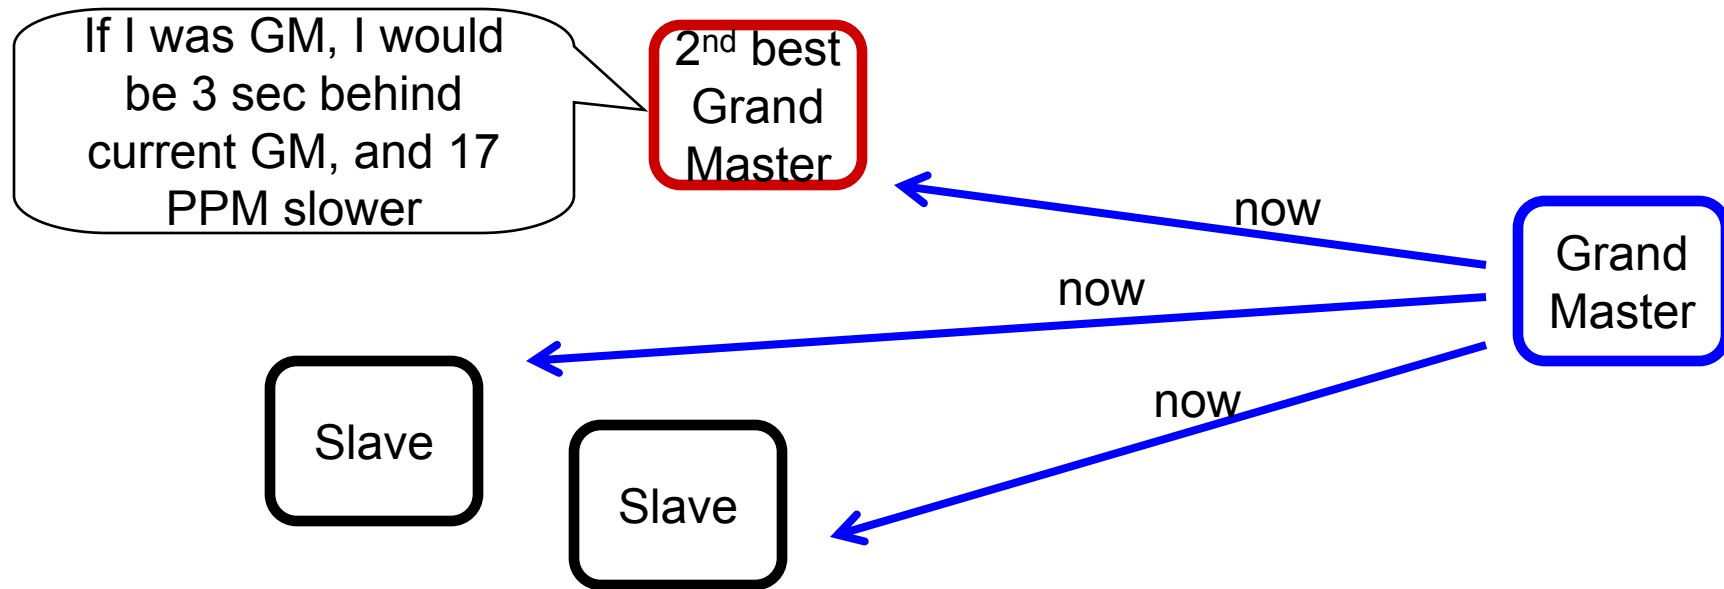 If I was GM, I would
be 3 sec behind
current GM, and 17
PPM slower
2nd best
Grand
Master
now
Grand
Master
now
now
Slave
Slave